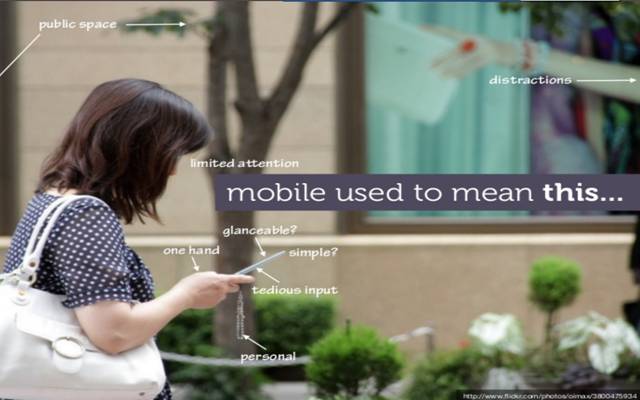 public space
distractions
limited attention
mobile used to mean this...
glanceable?
one hand
simple?
tedious input
personal
http://www.flickr.com/photos/oimax/3800475934